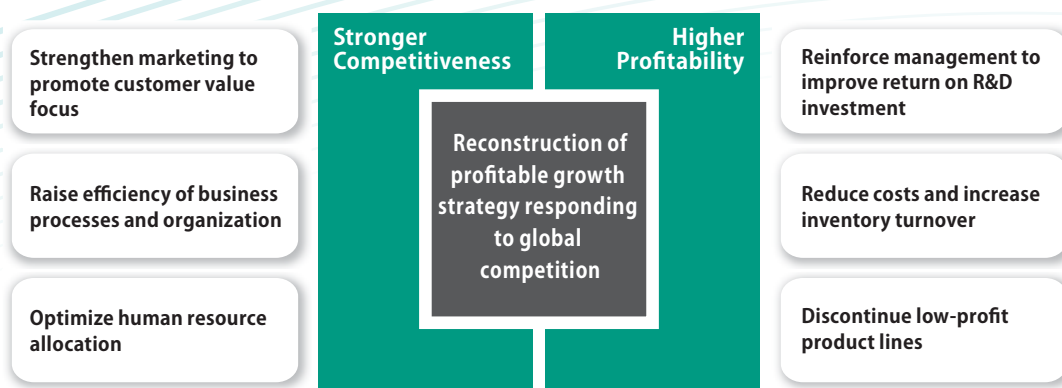 Strengthen marketing to
promote customer value
focus
Raise efficiency of business
processes and organization
Optimize human resource
allocation
Stronger
Competitiveness
Higher
Profitability
Reconstruction of
profitable growth
strategy responding
to global
competition
Reinforce management to
improve return on R&D
investment
Reduce costs and increase
inventory turnover
Discontinue low-profit
product lines